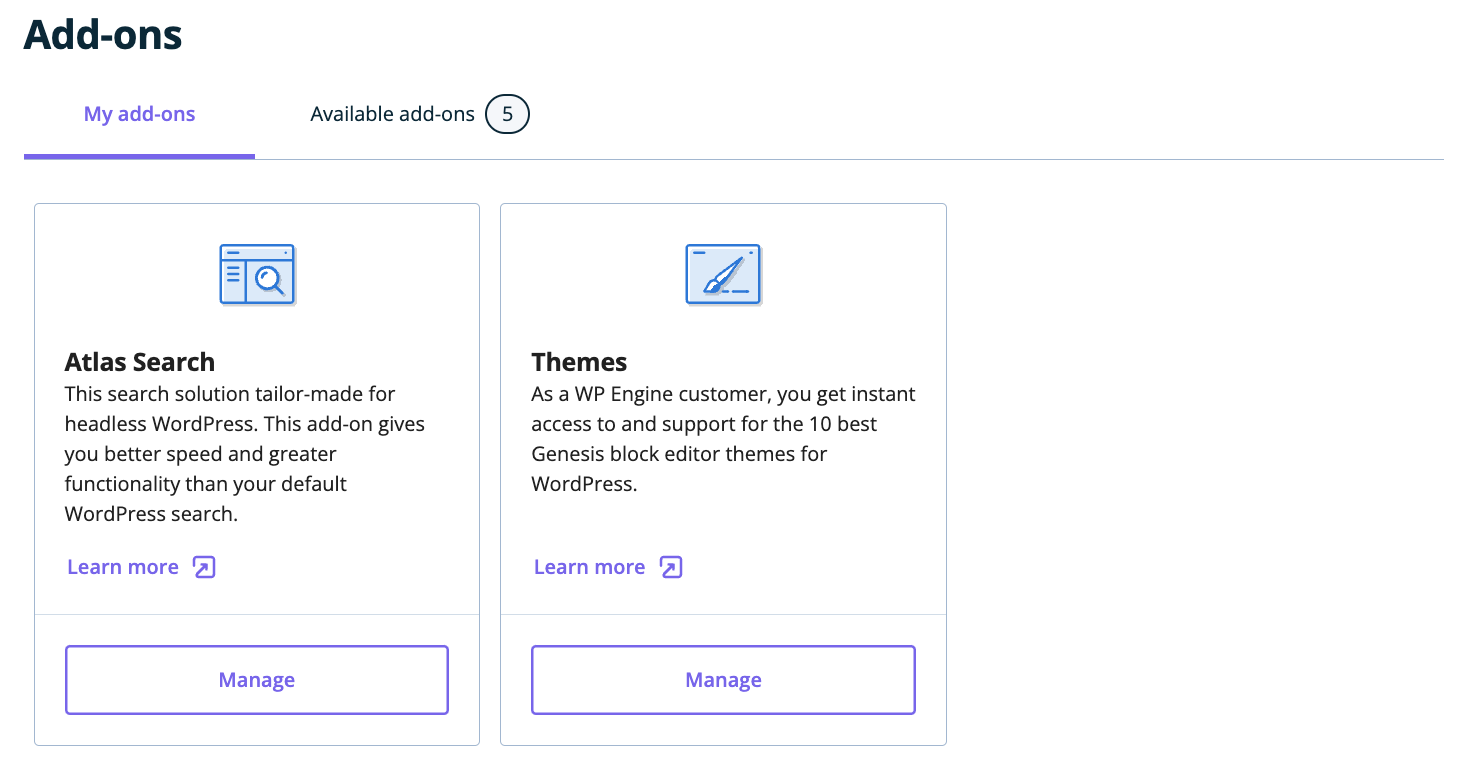 Add-ons
My add-ons
Available add-ons 5
Atlas Search
This search solution tailor-made for
headless WordPress. This add-on gives
you better speed and greater
functionality than your default
WordPress search.
Learn more
Manage
Themes
As a WP Engine customer, you get instant
access to and support for the 10 best
Genesis block editor themes for
WordPress.
Learn more
Manage